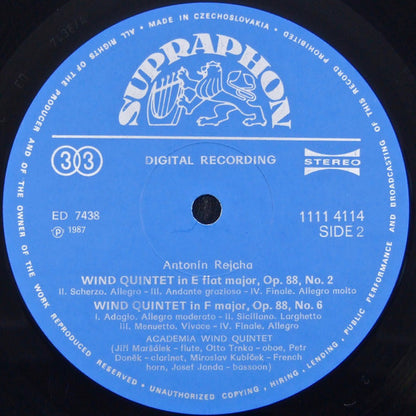 MADE IN CZECHOSLOVAKIA
ALL RIGHTS OF THE PRODUCER AND OF THE OWNER OF THE WORK REPRODUCED RESERVED • UNAUTHORIZED COPYING, HIRING, LENDING, PUBLIC PERFORMANCE AND BROADCASTING OF THIS RECORD PROHIBITED
SUPRAPHON
33
DIGITAL RECORDING
STEREO
ED 7438
1111 4114
℗ 1987
SIDE 2
Antonín Rejcha
WIND QUINTET in E flat major, Op. 88, No. 2
II. Scherzo. Allegro - III. Andante grazioso - IV. Finale. Allegro molto
WIND QUINTET in F major, Op. 88, No. 6
I. Adagio. Allegro moderato - II. Siciliano. Larghetto
III. Menuetto. Vivace - IV. Finale. Allegro
ACADEMIA WIND QUINTET
(Jiří Maršálek - flute, Otto Trnka - oboe, Petr
Doněk - clarinet, Miroslav Kubíček - French
horn, Josef Janda - bassoon)